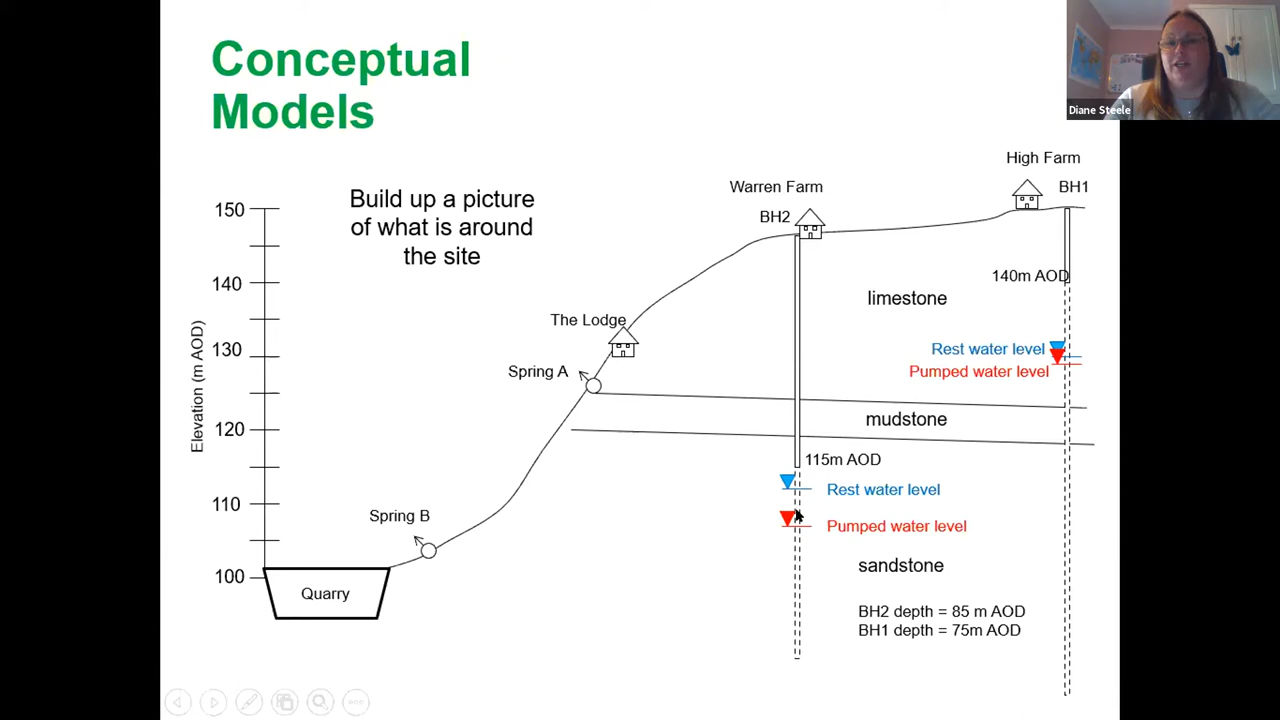 Conceptual
Models
Diane Steele
Build up a picture
of what is around
the site
High Farm
BH1
Warren Farm
BH2
150
140
130
120
110
100
Elevation (m AOD)
140m AOD
limestone
The Lodge
Rest water level
Pumped water level
Spring A
mudstone
115m AOD
Rest water level
Pumped water level
Spring B
sandstone
Quarry
BH2 depth = 85 m AOD
BH1 depth = 75m AOD